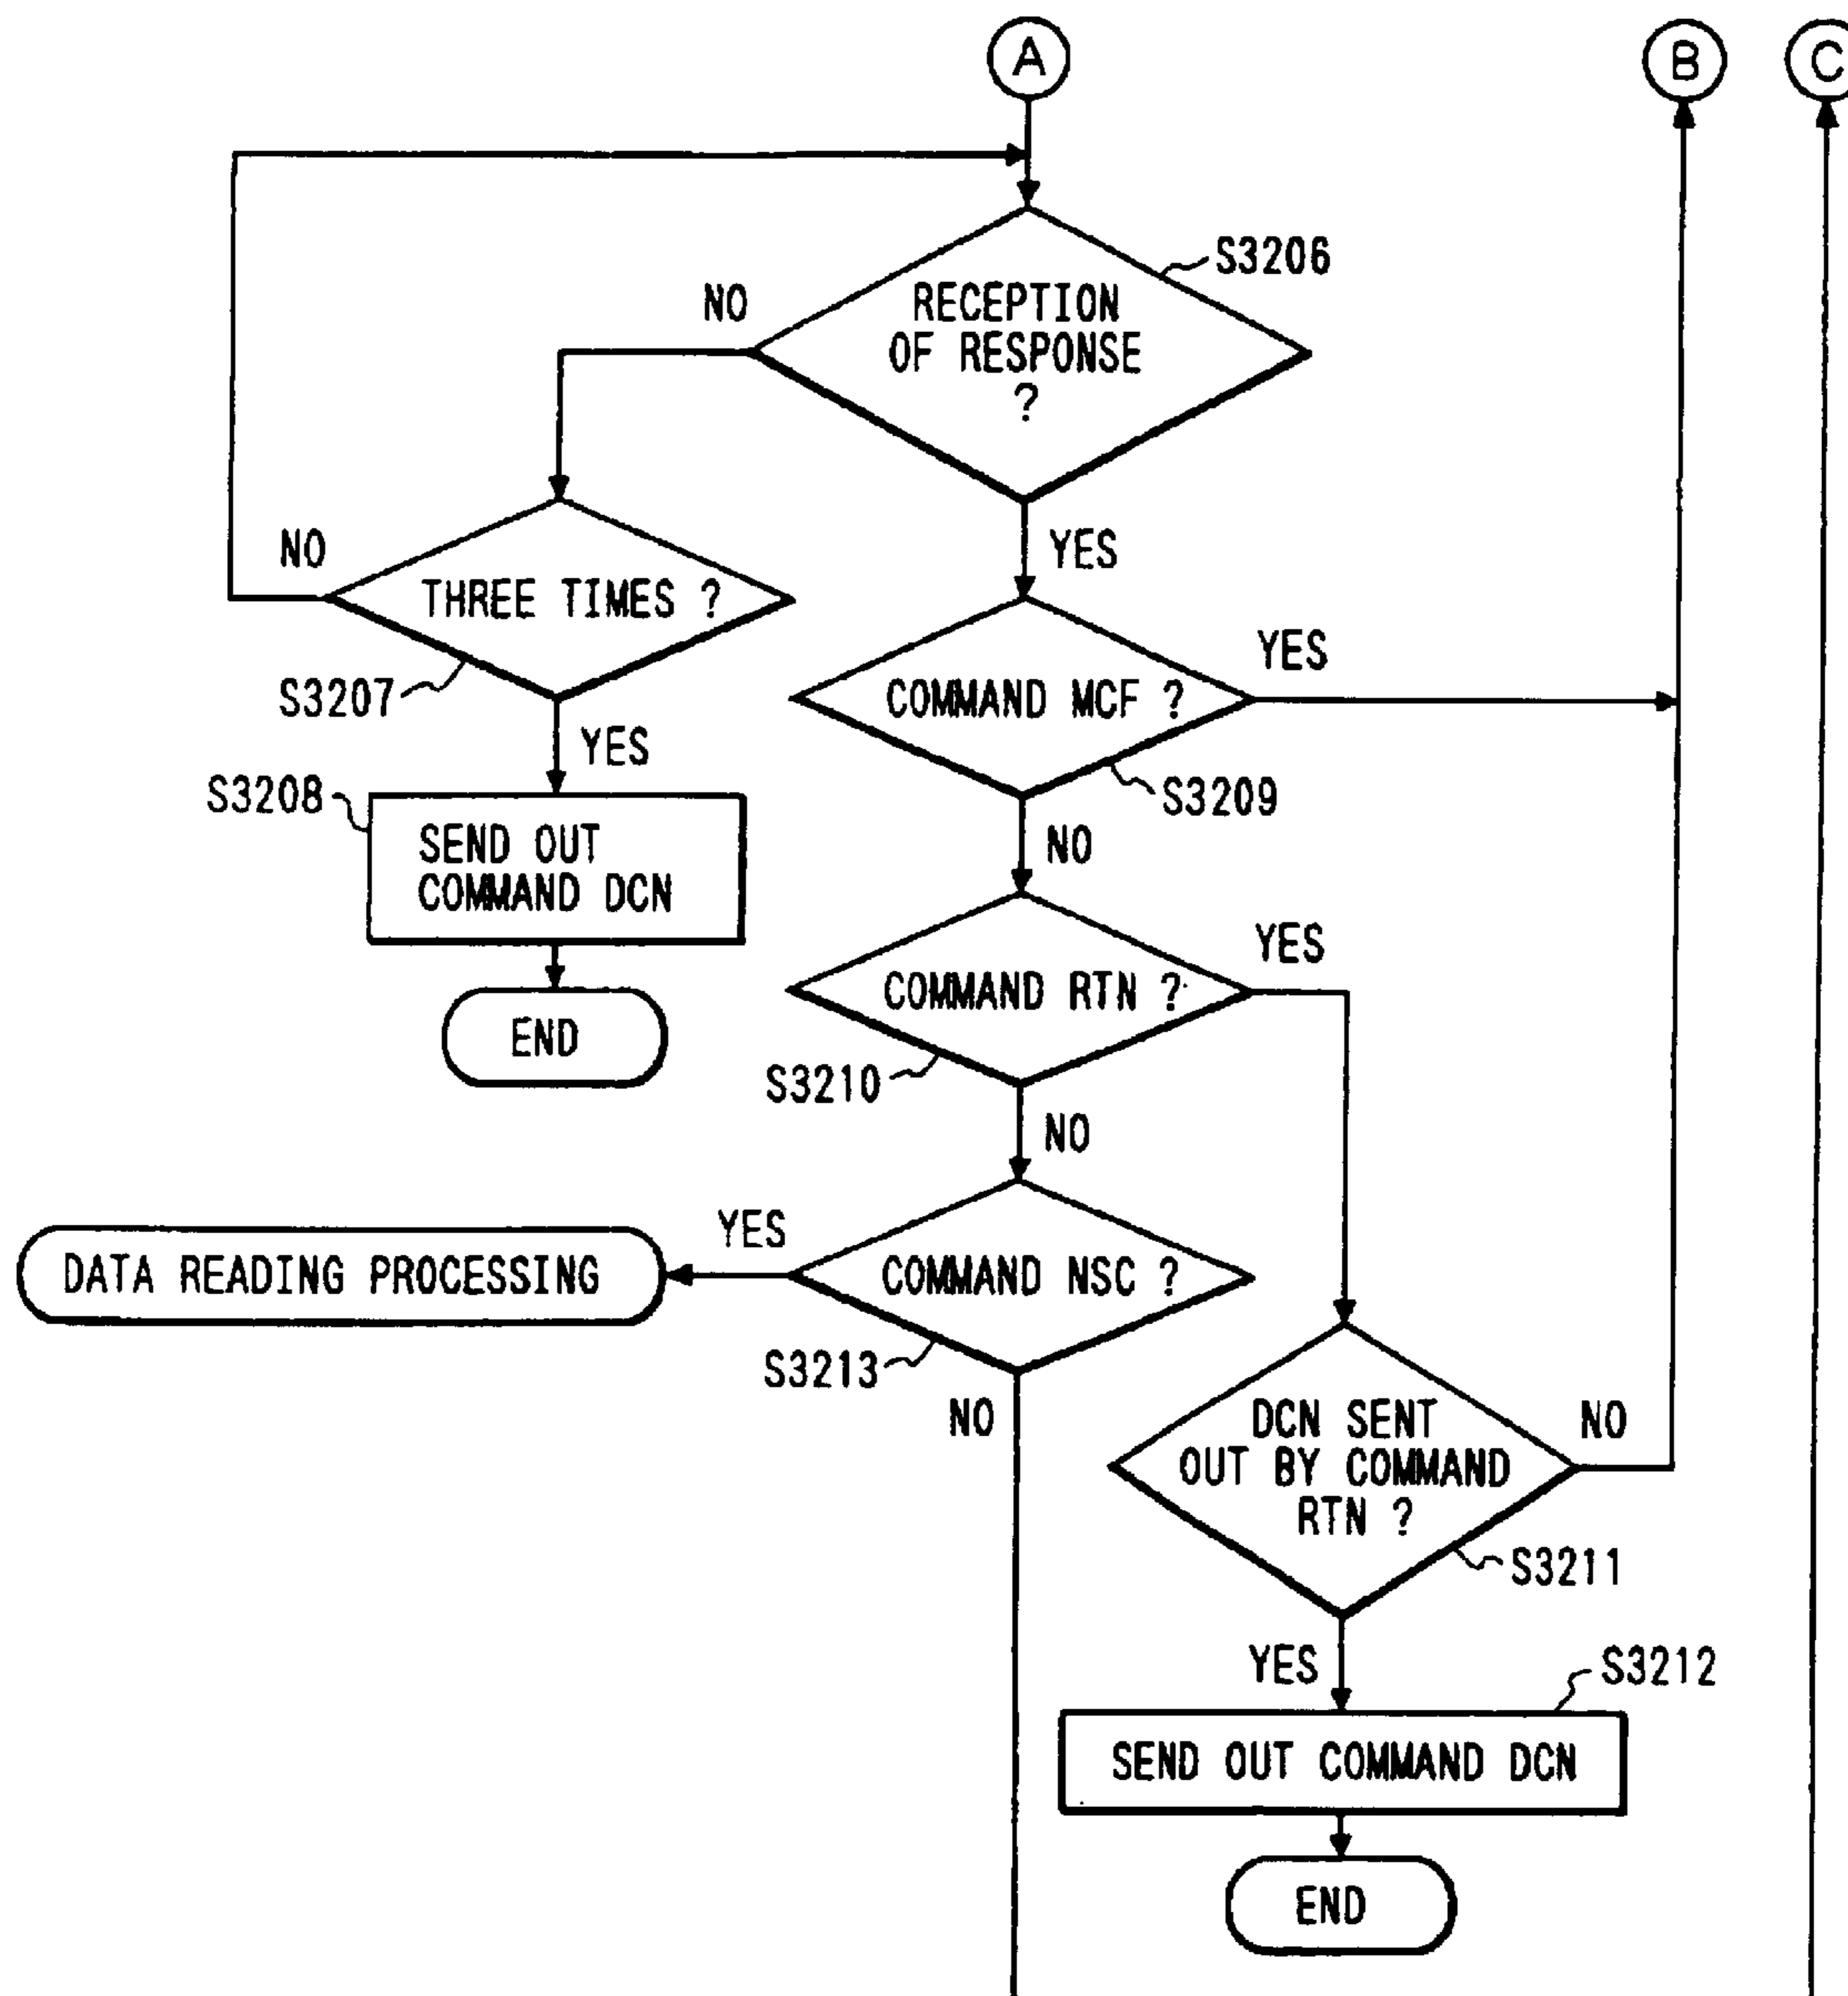 A
B
C
S3206
NO
RECEPTION
OF RESPONSE
?
YES
NO
THREE TIMES ?
S3207
YES
YES
COMMAND MCF ?
S3209
S3208
SEND OUT
COMMAND DCN
NO
END
YES
COMMAND RTN ?
S3210
NO
YES
DATA READING PROCESSING
COMMAND NSC ?
S3213
NO
DCN SENT
OUT BY COMMAND
RTN ?
NO
S3211
YES
S3212
SEND OUT COMMAND DCN
END